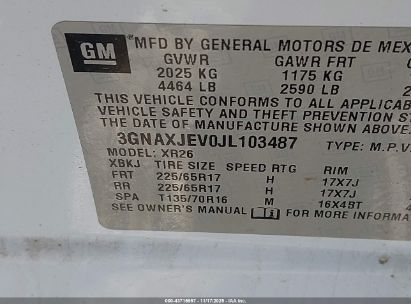 GM
MFD BY GENERAL MOTORS DE MEX
GVWR GAWR FRT
2025 KG 1175 KG
4464 LB 2590 LB
THIS VEHICLE CONFORMS TO ALL APPLICABLE
VEHICLE SAFETY AND THEFT PREVENTION ST
THE DATE OF MANUFACTURE SHOWN ABOVE.
3GNAXJEV0JL103487 TYPE: M.P.V
MODEL: XR26
XBKJ TIRE SIZE SPEED RTG RIM
FRT 225/65R17 H 17X7J
RR 225/65R17 H 17X7J
SPA T135/70R16 M 16X4BT
SEE OWNER'S MANUAL FOR MORE INFORMA